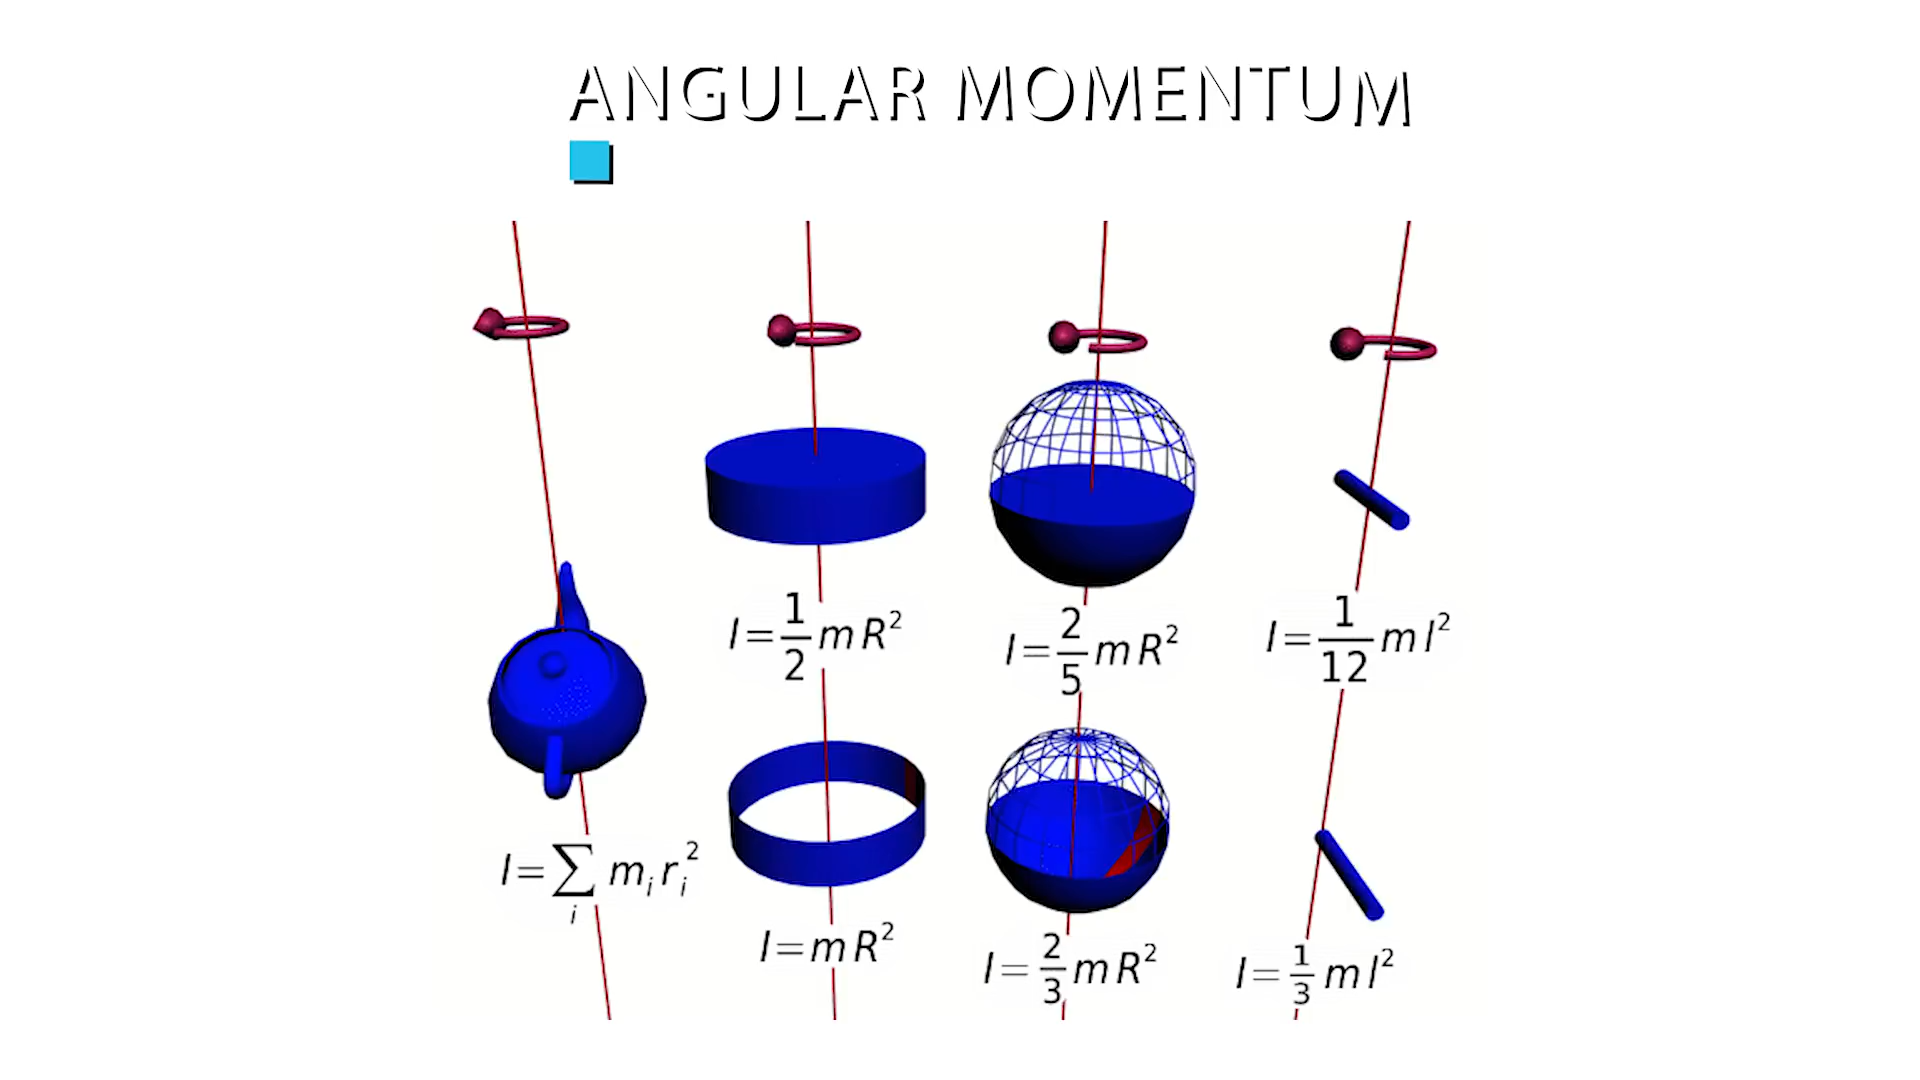 ANGULAR MOMENTUM
I=1/2 m R²
I=2/5 m R²
I=1/12 m l²
I=∑ᵢ mᵢ rᵢ²
I=m R²
I=2/3 m R²
I=1/3 m l²